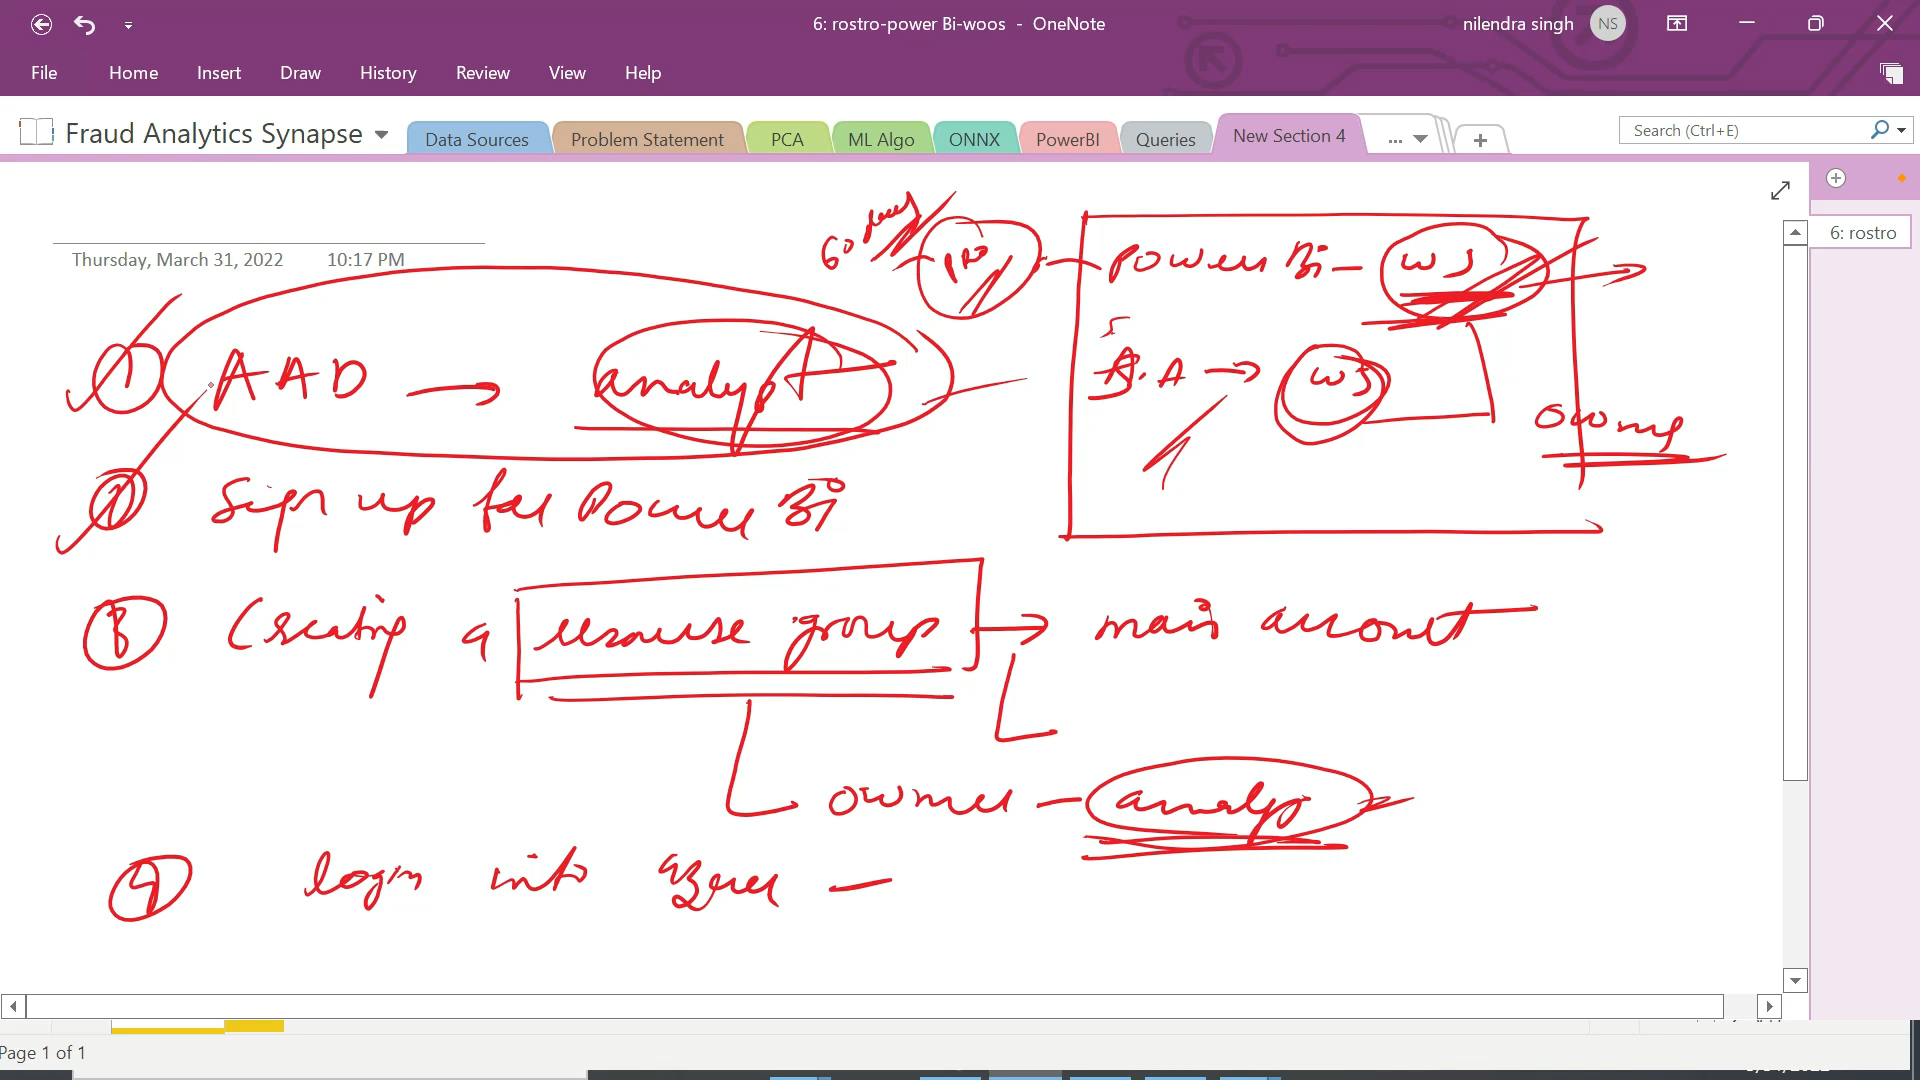 6: rostro-power Bi-woos - OneNote
nilendra singh NS
File Home Insert Draw History Review View Help
Fraud Analytics Synapse
Data Sources Problem Statement PCA ML Algo ONNX PowerBI Queries New Section 4 ... +
Search (Ctrl+E)
6: rostro
Thursday, March 31, 2022 10:17 PM
60 days Pro Power Bi - WS
1 AAD → analyst
S.A → WS
owner
Sign up for Power Bi
3 Creating a resource group → main account
owner - analyst
4 login into azure -
Page 1 of 1